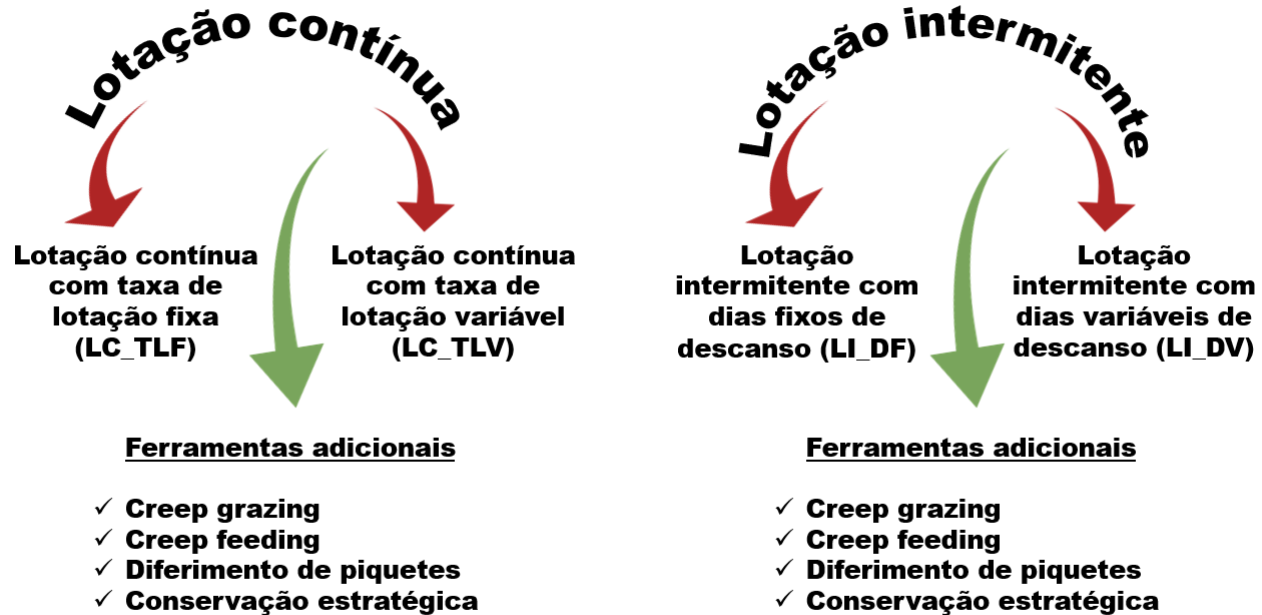 Lotação contínua
Lotação contínua
com taxa de
lotação fixa
(LC_TLF)
Lotação contínua
com taxa de
lotação variável
(LC_TLV)
Ferramentas adicionais
✓ Creep grazing
✓ Creep feeding
✓ Diferimento de piquetes
✓ Conservação estratégica
Lotação intermitente
Lotação
intermitente com
dias fixos de
descanso (LI_DF)
Lotação
intermitente com
dias variáveis de
descanso (LI_DV)
Ferramentas adicionais
✓ Creep grazing
✓ Creep feeding
✓ Diferimento de piquetes
✓ Conservação estratégica